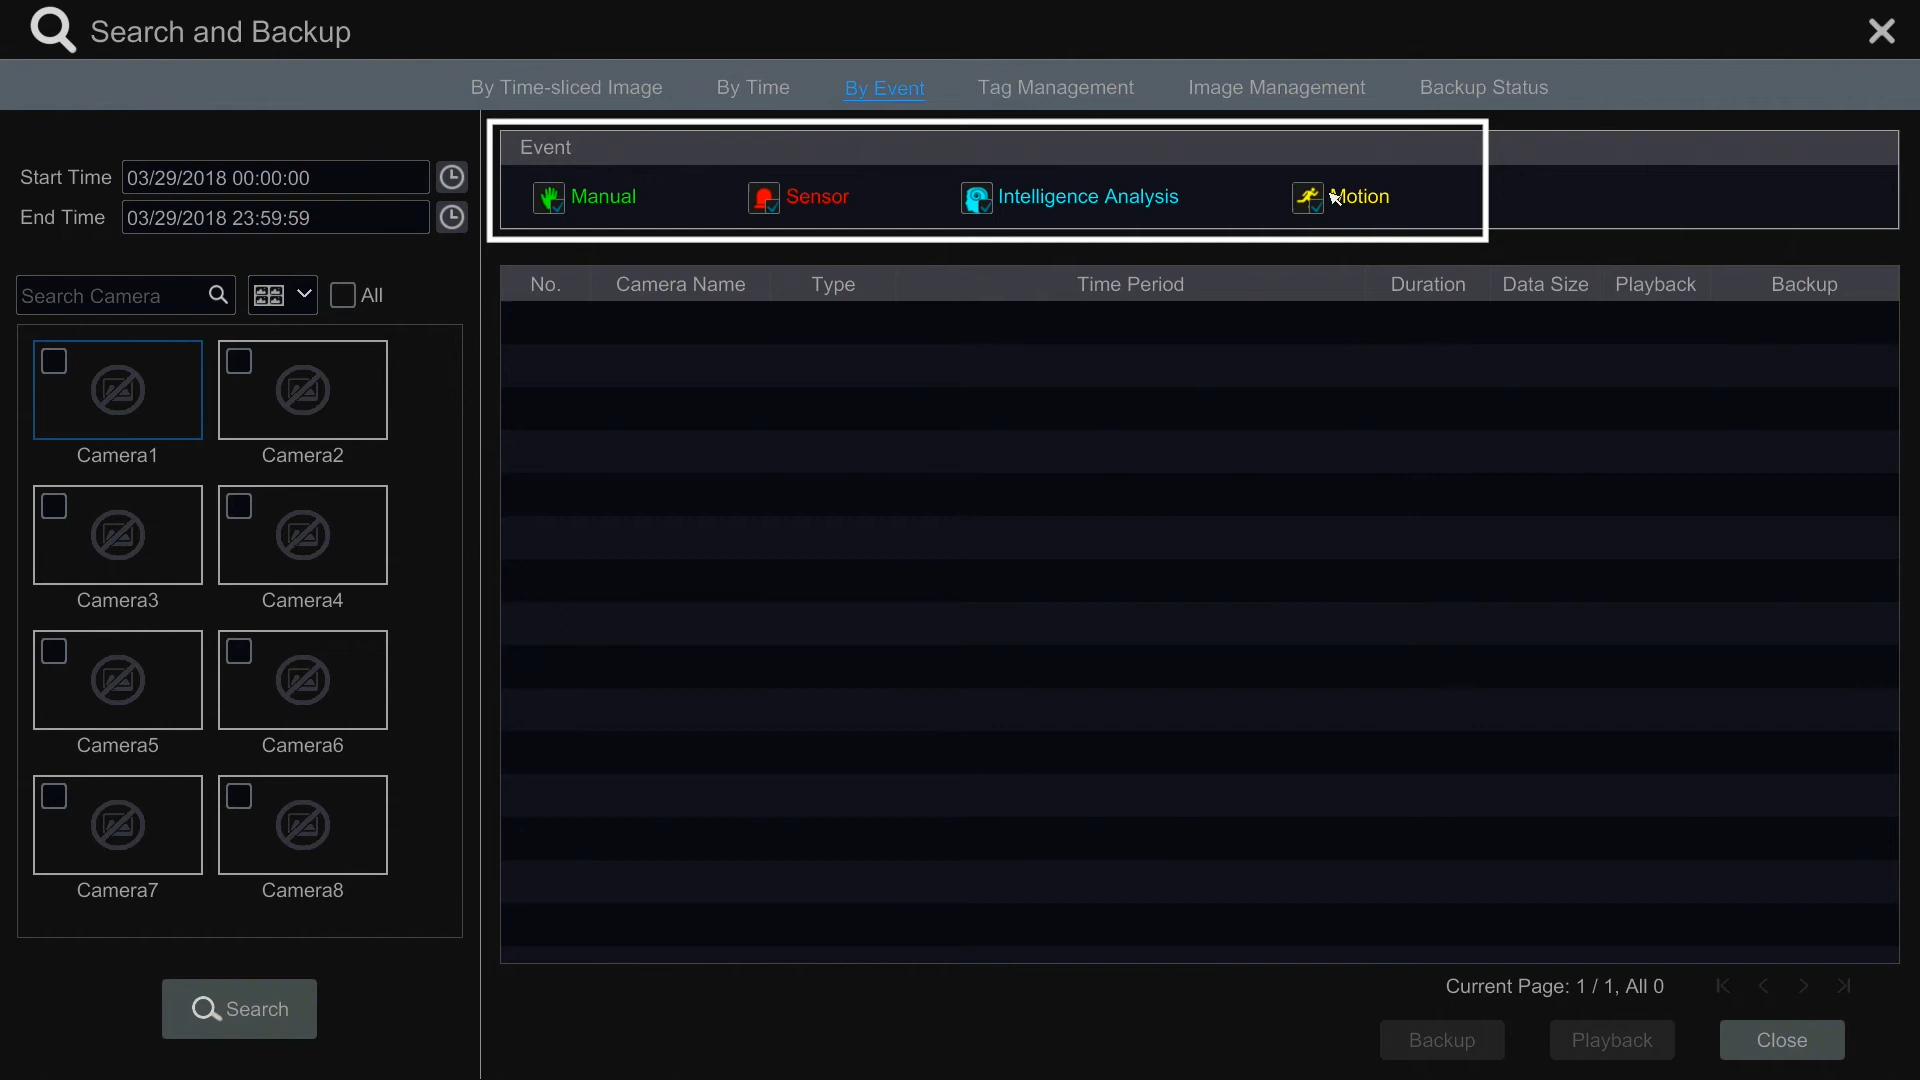 Search and Backup
By Time-sliced Image By Time By Event Tag Management Image Management Backup Status
Start Time 03/29/2018 00:00:00
End Time 03/29/2018 23:59:59
Search Camera All
Camera1 Camera2
Camera3 Camera4
Camera5 Camera6
Camera7 Camera8
Search
Event
Manual Sensor Intelligence Analysis Motion
No. Camera Name Type Time Period Duration Data Size Playback Backup
Current Page: 1 / 1, All 0
Backup Playback Close